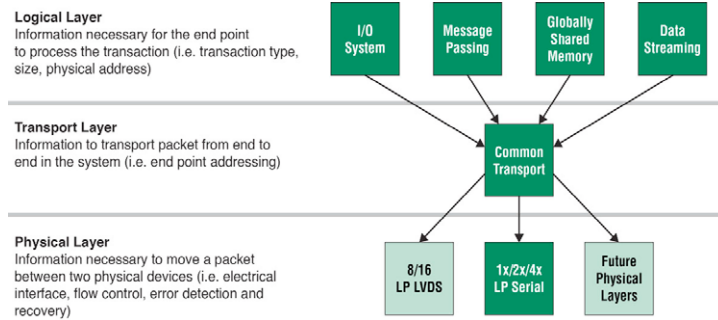 Logical Layer
Information necessary for the end point
to process the transaction (i.e. transaction type,
size, physical address)
I/O
System
Message
Passing
Globally
Shared
Memory
Data
Streaming
Transport Layer
Information to transport packet from end to
end in the system (i.e. end point addressing)
Common
Transport
Physical Layer
Information necessary to move a packet
between two physical devices (i.e. electrical
interface, flow control, error detection and
recovery)
8/16
LP LVDS
1x/2x/4x
LP Serial
Future
Physical
Layers